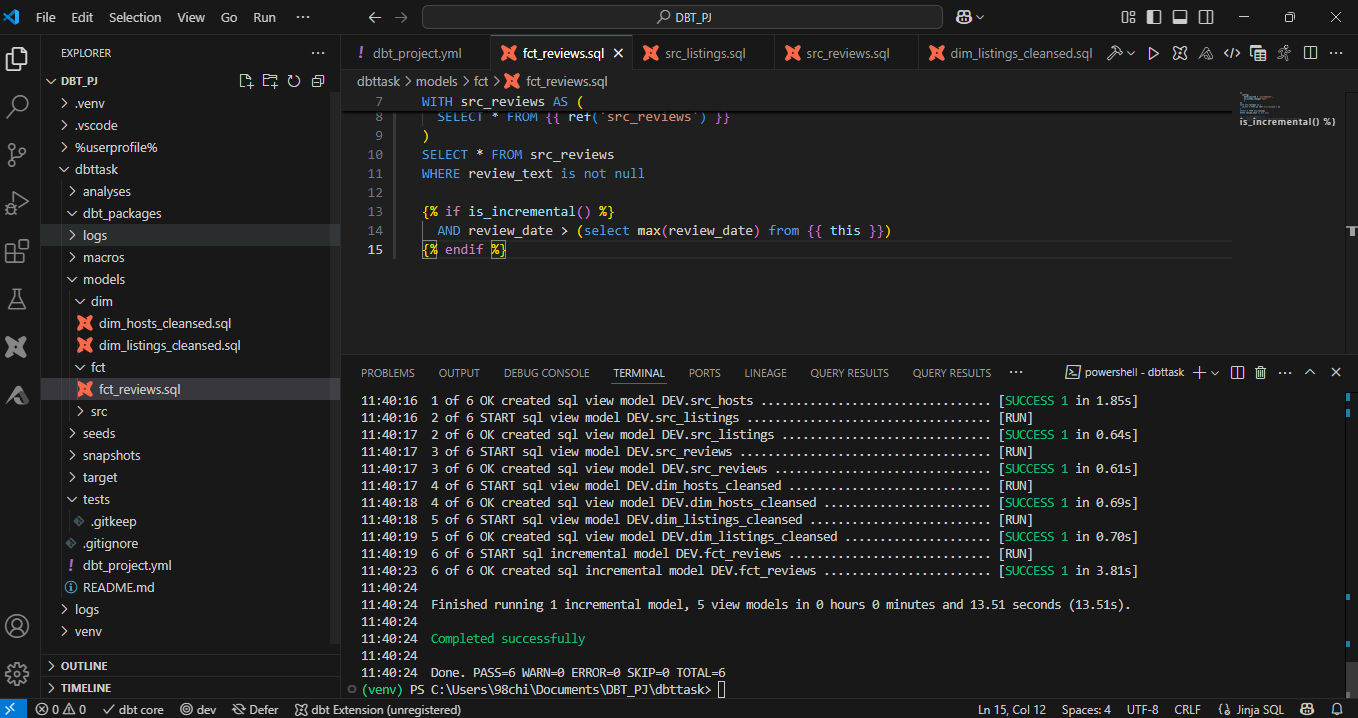 File Edit Selection View Go Run ··· DBT_PJ
EXPLORER
DBT_PJ
.venv
.vscode
%userprofile%
dbttask
analyses
dbt_packages
logs
macros
models
dim
dim_hosts_cleansed.sql
dim_listings_cleansed.sql
fct
fct_reviews.sql
src
seeds
snapshots
target
tests
.gitkeep
.gitignore
dbt_project.yml
README.md
logs
venv
OUTLINE
TIMELINE
dbt_project.yml fct_reviews.sql src_listings.sql src_reviews.sql dim_listings_cleansed.sql
dbttask > models > fct > fct_reviews.sql
7 WITH src_reviews AS (
8 SELECT * FROM {{ ref('src_reviews') }}
9 )
10 SELECT * FROM src_reviews
11 WHERE review_text is not null
12
13 {% if is_incremental() %}
14 AND review_date > (select max(review_date) from {{ this }})
15 {% endif %}
is_incremental() %}
PROBLEMS OUTPUT DEBUG CONSOLE TERMINAL PORTS LINEAGE QUERY RESULTS QUERY RESULTS ··· powershell - dbttask
11:40:16 1 of 6 OK created sql view model DEV.src_hosts ................................. [SUCCESS 1 in 1.85s]
11:40:16 2 of 6 START sql view model DEV.src_listings ................................... [RUN]
11:40:17 2 of 6 OK created sql view model DEV.src_listings .............................. [SUCCESS 1 in 0.64s]
11:40:17 3 of 6 START sql view model DEV.src_reviews .................................... [RUN]
11:40:17 3 of 6 OK created sql view model DEV.src_reviews ............................... [SUCCESS 1 in 0.61s]
11:40:17 4 of 6 START sql view model DEV.dim_hosts_cleansed ............................. [RUN]
11:40:18 4 of 6 OK created sql view model DEV.dim_hosts_cleansed ........................ [SUCCESS 1 in 0.69s]
11:40:18 5 of 6 START sql view model DEV.dim_listings_cleansed .......................... [RUN]
11:40:19 5 of 6 OK created sql view model DEV.dim_listings_cleansed ..................... [SUCCESS 1 in 0.70s]
11:40:19 6 of 6 START sql incremental model DEV.fct_reviews ............................. [RUN]
11:40:23 6 of 6 OK created sql incremental model DEV.fct_reviews ........................ [SUCCESS 1 in 3.81s]
11:40:24
11:40:24 Finished running 1 incremental model, 5 view models in 0 hours 0 minutes and 13.51 seconds (13.51s).
11:40:24
11:40:24 Completed successfully
11:40:24
11:40:24 Done. PASS=6 WARN=0 ERROR=0 SKIP=0 TOTAL=6
(venv) PS C:\Users\98chi\Documents\DBT_PJ\dbttask>
0 0 dbt core dev Defer dbt Extension (unregistered) Ln 15, Col 12 Spaces: 4 UTF-8 CRLF Jinja SQL